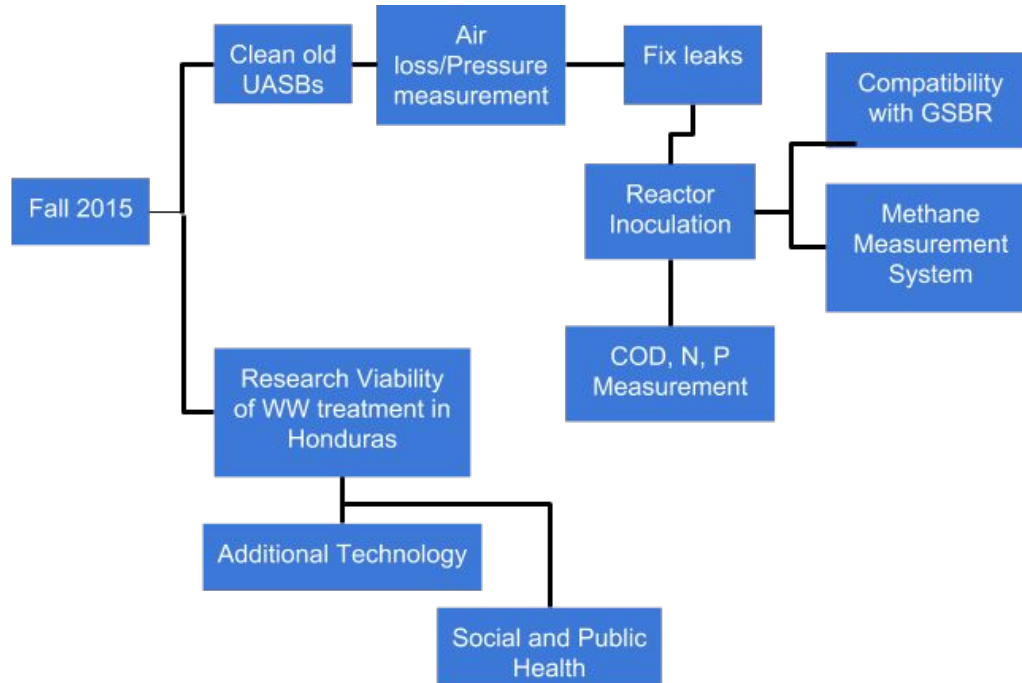 Clean old
UASBs
Air
loss/Pressure
measurement
Fix leaks
Compatibility
with GSBR
Fall 2015
Reactor
Inoculation
Methane
Measurement
System
COD, N, P
Measurement
Research Viability
of WW treatment in
Honduras
Additional Technology
Social and Public
Health